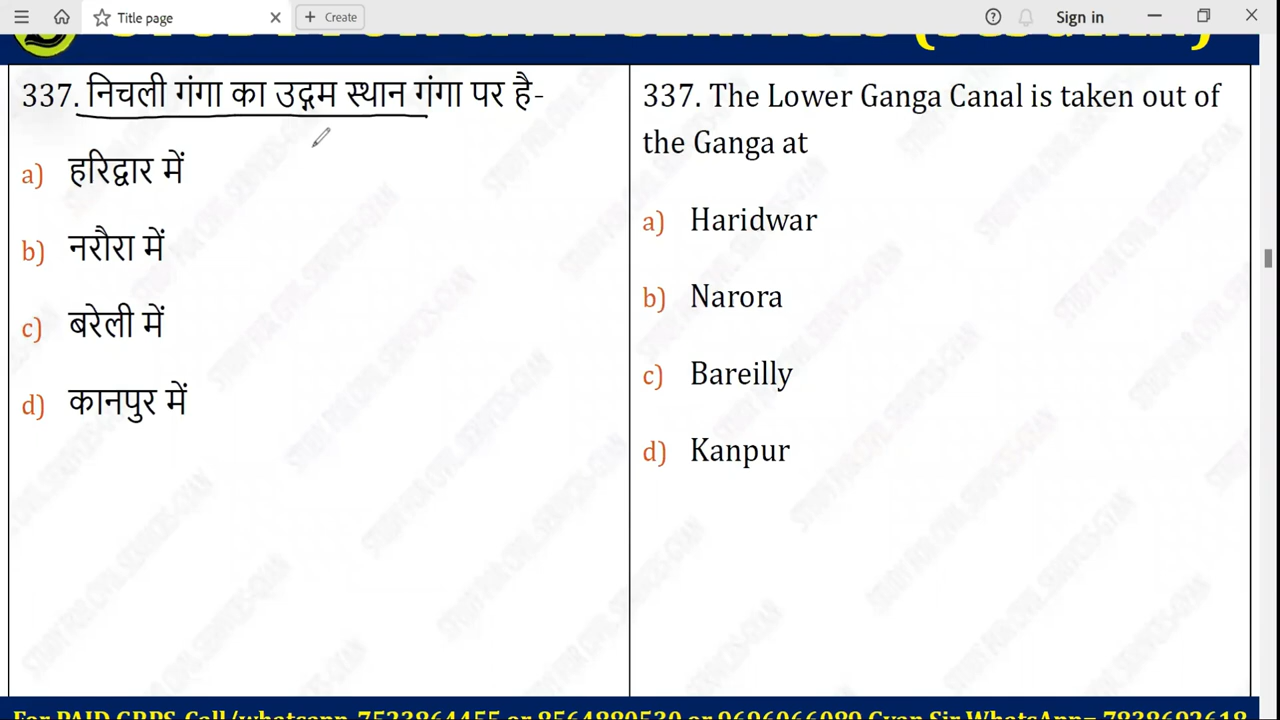 Title page
Create
Sign in
337. निचली गंगा का उद्गम स्थान गंगा पर है-
a) हरिद्वार में
b) नरौरा में
c) बरेली में
d) कानपुर में
337. The Lower Ganga Canal is taken out of
the Ganga at
a) Haridwar
b) Narora
c) Bareilly
d) Kanpur